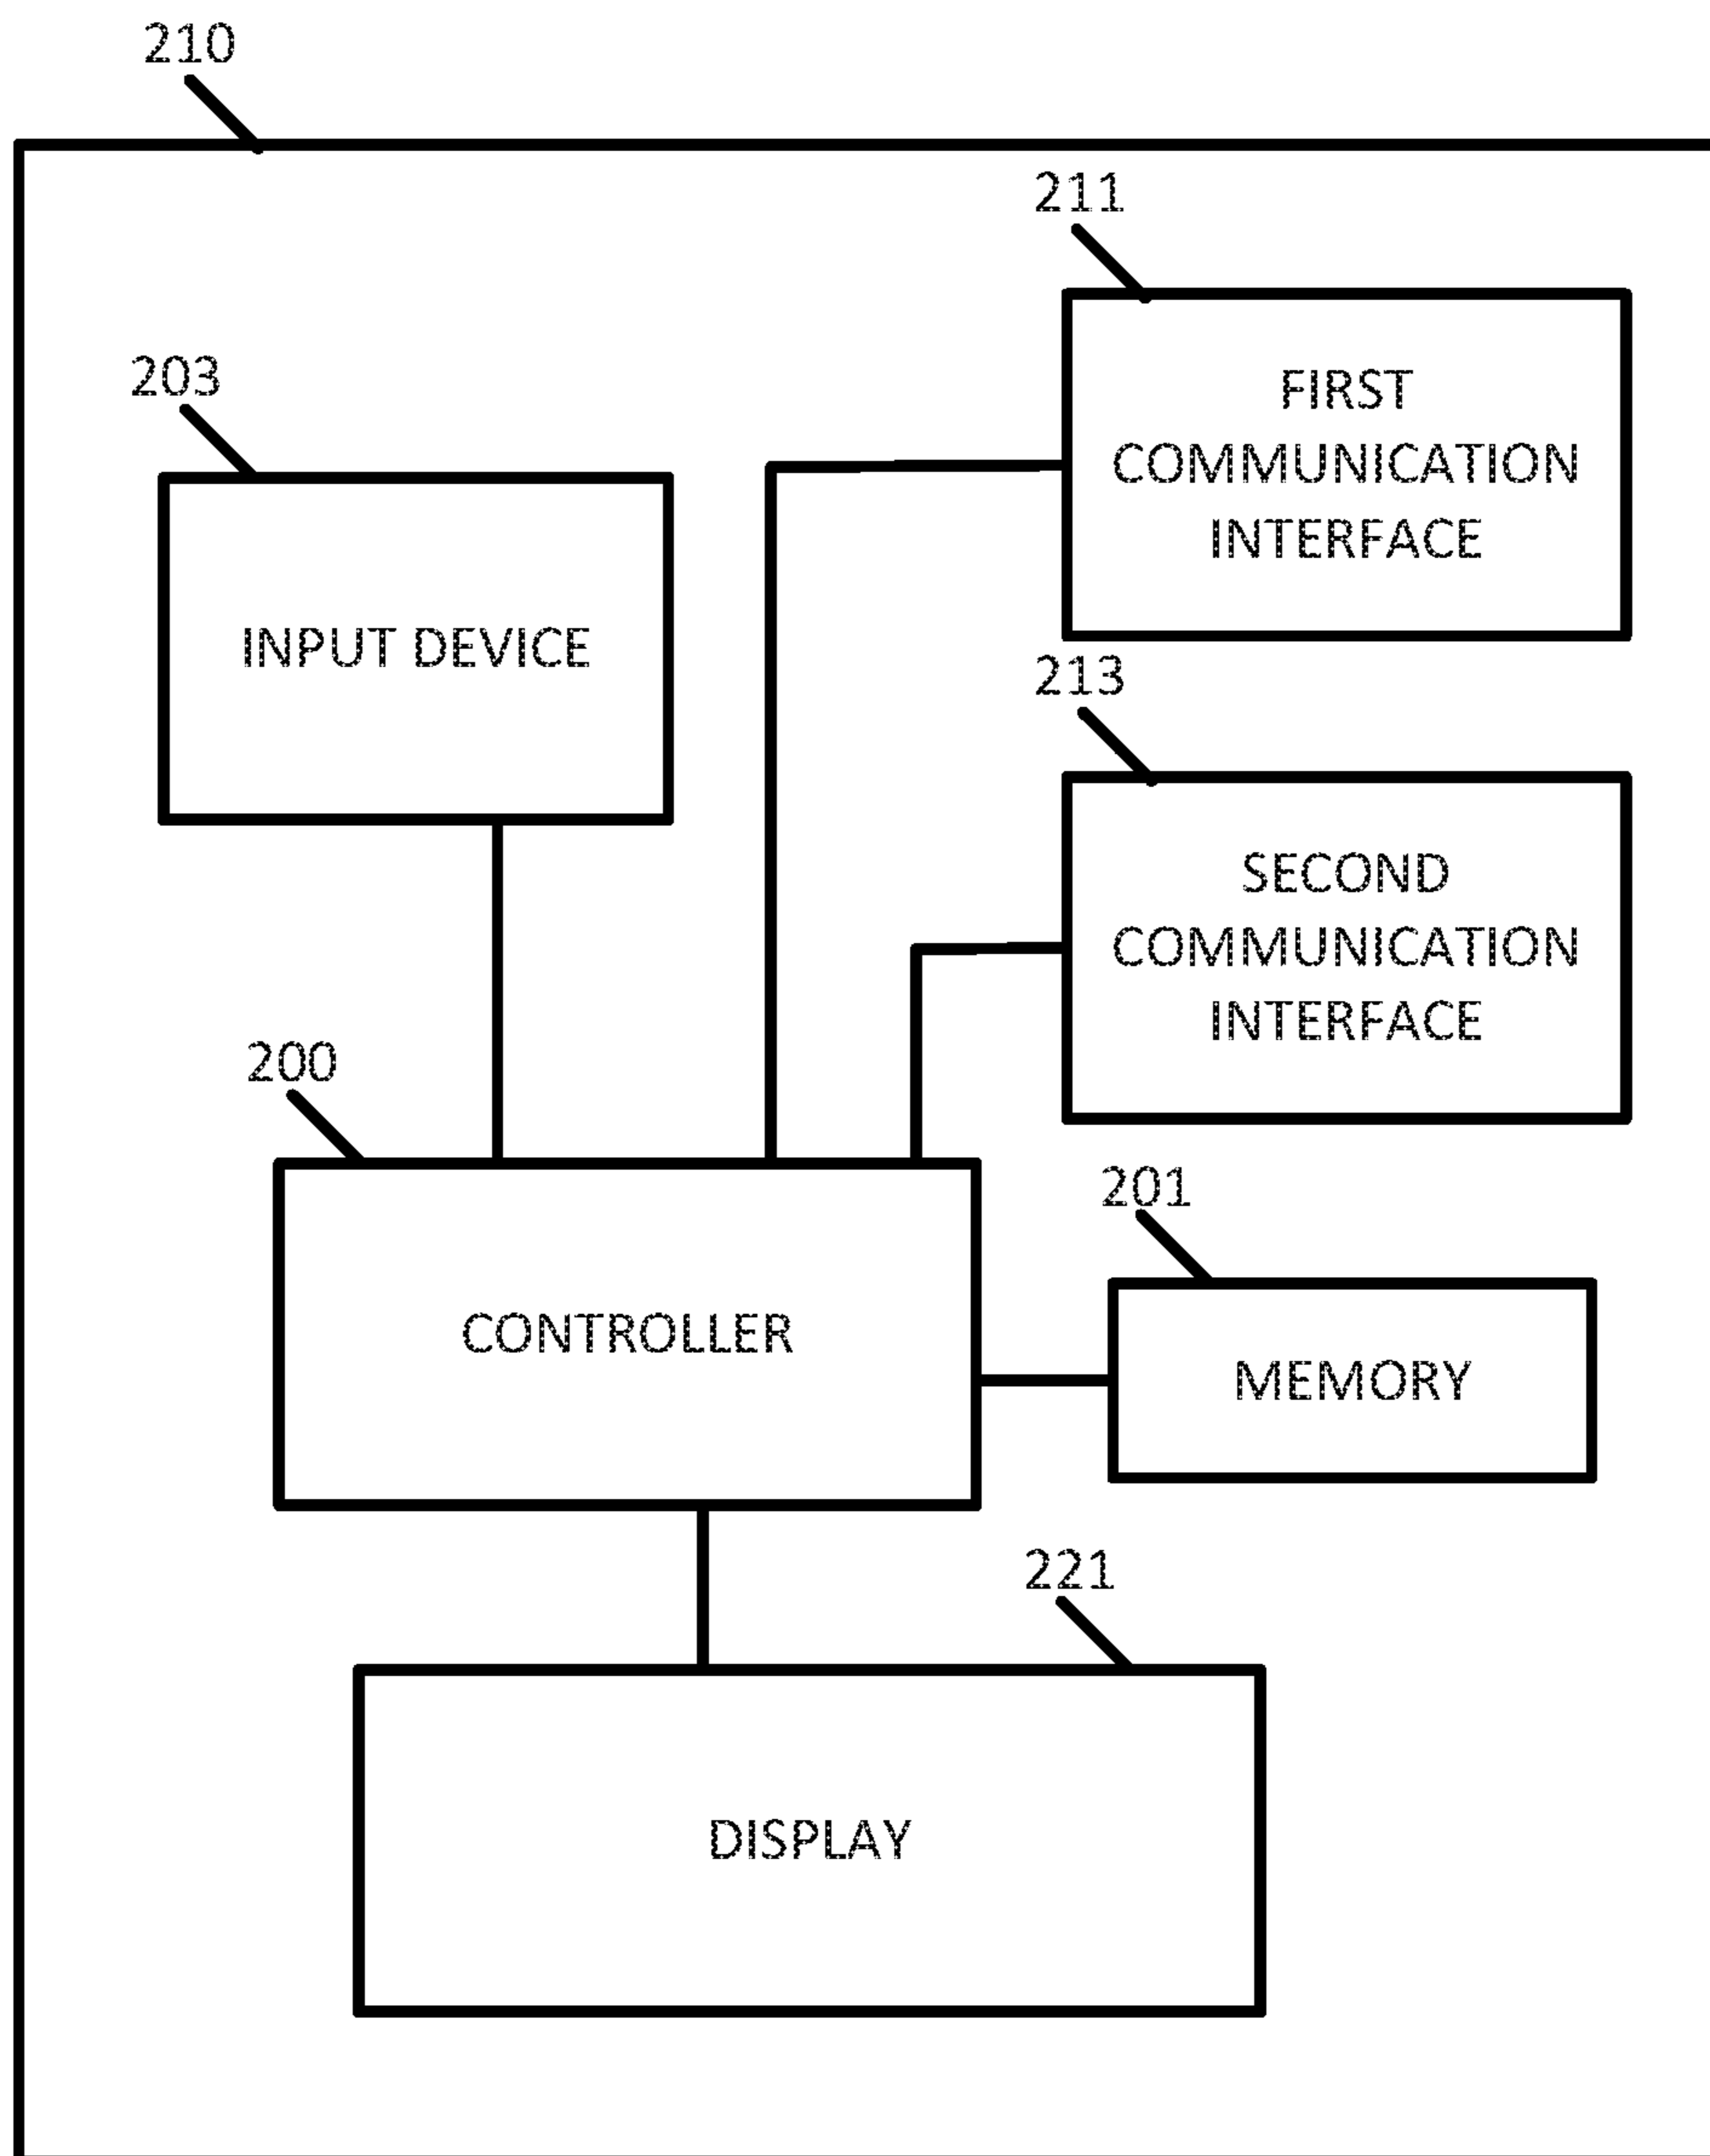 210
211
FIRST
COMMUNICATION
INTERFACE
203
INPUT DEVICE
213
SECOND
COMMUNICATION
INTERFACE
200
CONTROLLER
201
MEMORY
221
DISPLAY